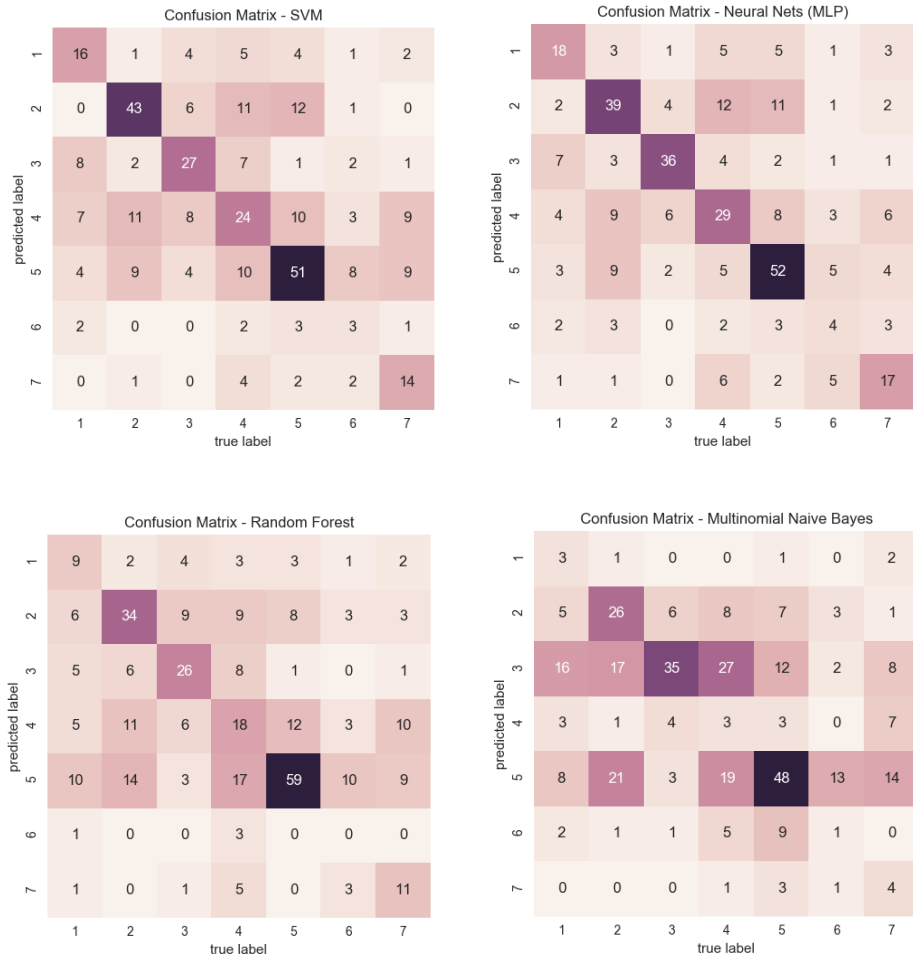 Confusion Matrix - SVM
1 16 1 4 5 4 1 2
2 0 43 6 11 12 1 0
3 8 2 27 7 1 2 1
4 7 11 8 24 10 3 9
5 4 9 4 10 51 8 9
6 2 0 0 2 3 3 1
7 0 1 0 4 2 2 14
predicted label
1 2 3 4 5 6 7
true label
Confusion Matrix - Neural Nets (MLP)
1 18 3 1 5 5 1 3
2 2 39 4 12 11 1 2
3 7 3 36 4 2 1 1
4 4 9 6 29 8 3 6
5 3 9 2 5 52 5 4
6 2 3 0 2 3 4 3
7 1 1 0 6 2 5 17
predicted label
1 2 3 4 5 6 7
true label
Confusion Matrix - Random Forest
1 9 2 4 3 3 1 2
2 6 34 9 9 8 3 3
3 5 6 26 8 1 0 1
4 5 11 6 18 12 3 10
5 10 14 3 17 59 10 9
6 1 0 0 3 0 0 0
7 1 0 1 5 0 3 11
predicted label
1 2 3 4 5 6 7
true label
Confusion Matrix - Multinomial Naive Bayes
1 3 1 0 0 1 0 2
2 5 26 6 8 7 3 1
3 16 17 35 27 12 2 8
4 3 1 4 3 3 0 7
5 8 21 3 19 48 13 14
6 2 1 1 5 9 1 0
7 0 0 0 1 3 1 4
predicted label
1 2 3 4 5 6 7
true label